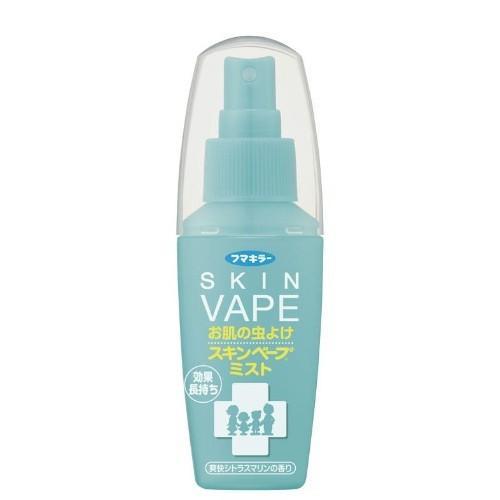 フマキラー
SKIN
VAPE
お肌の虫よけ
スキンベープ
ミスト
効果
長持ち
爽快シトラスマリンの香り